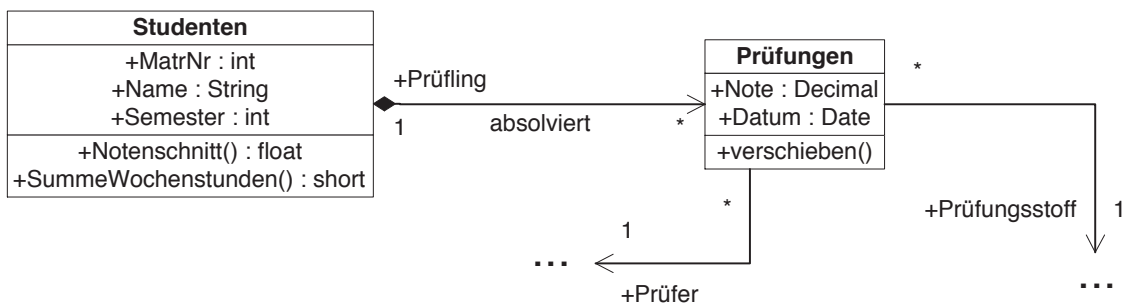 Studenten
+MatrNr : int
+Name : String
+Semester : int
+Notenschnitt() : float
+SummeWochenstunden() : short
+Prüfling
1
absolviert
*
Prüfungen
+Note : Decimal
+Datum : Date
+verschieben()
*
+Prüfungsstoff
1
...
*
1
...
+Prüfer